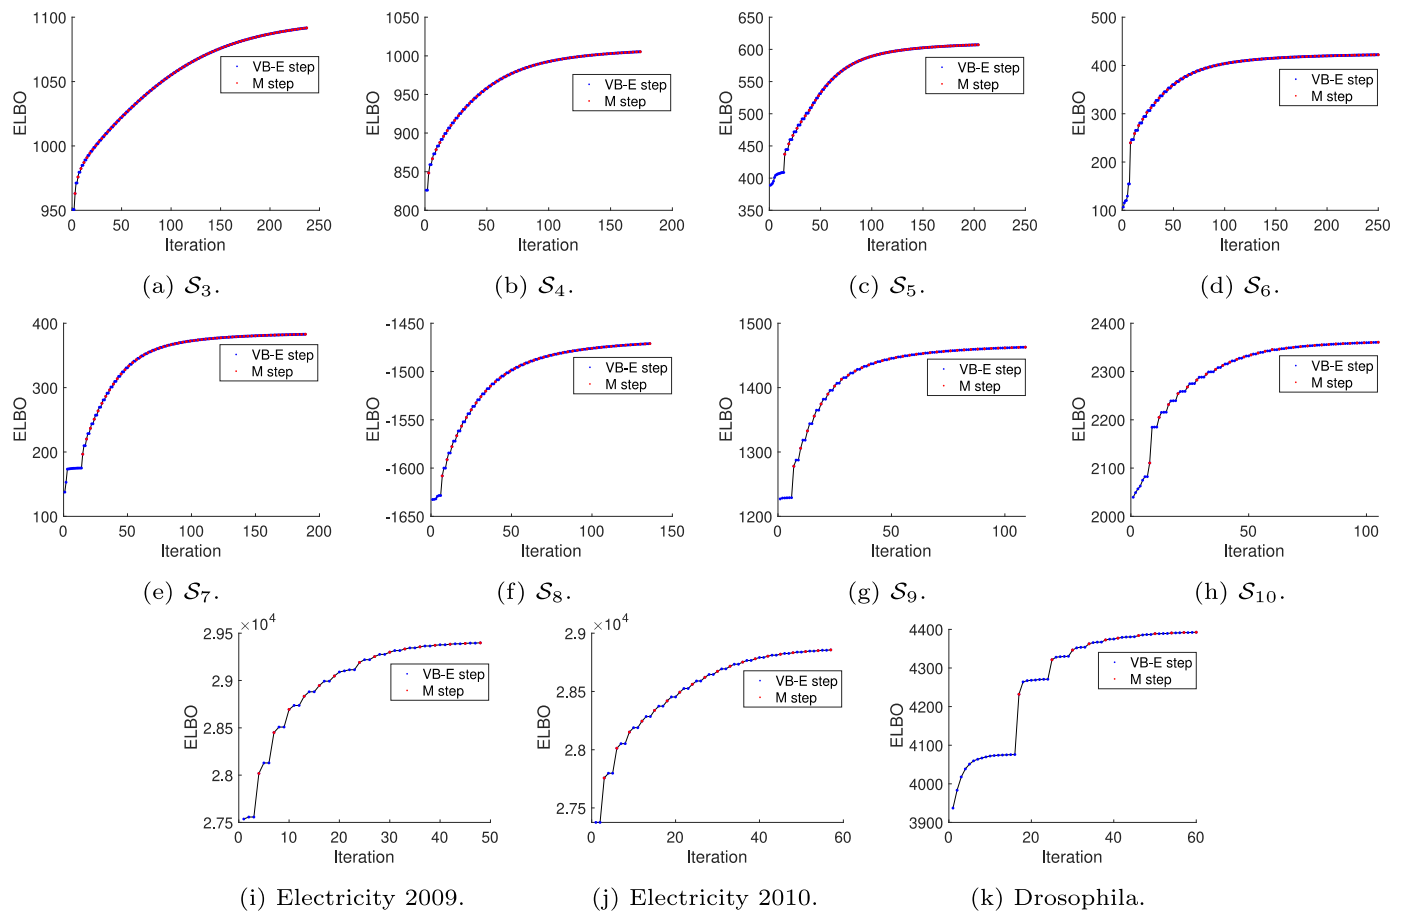 1100
1050
1000
950
ELBO
VB-E step
M step
0 50 100 150 200 250
Iteration
(a) 𝒮3.
1050
1000
950
900
850
800
ELBO
VB-E step
M step
0 50 100 150 200
Iteration
(b) 𝒮4.
650
600
550
500
450
400
350
ELBO
VB-E step
M step
0 50 100 150 200 250
Iteration
(c) 𝒮5.
500
400
300
200
100
ELBO
VB-E step
M step
0 50 100 150 200 250
Iteration
(d) 𝒮6.
400
300
200
100
ELBO
VB-E step
M step
0 50 100 150 200
Iteration
(e) 𝒮7.
-1450
-1500
-1550
-1600
-1650
ELBO
VB-E step
M step
0 50 100 150
Iteration
(f) 𝒮8.
1500
1400
1300
1200
ELBO
VB-E step
M step
0 50 100
Iteration
(g) 𝒮9.
2400
2300
2200
2100
2000
ELBO
VB-E step
M step
0 50 100
Iteration
(h) 𝒮10.
× 10^4
2.95
2.9
2.85
2.8
2.75
ELBO
VB-E step
M step
0 10 20 30 40 50
Iteration
(i) Electricity 2009.
× 10^4
2.9
2.85
2.8
2.75
ELBO
VB-E step
M step
0 20 40 60
Iteration
(j) Electricity 2010.
4400
4300
4200
4100
4000
3900
ELBO
VB-E step
M step
0 20 40 60
Iteration
(k) Drosophila.